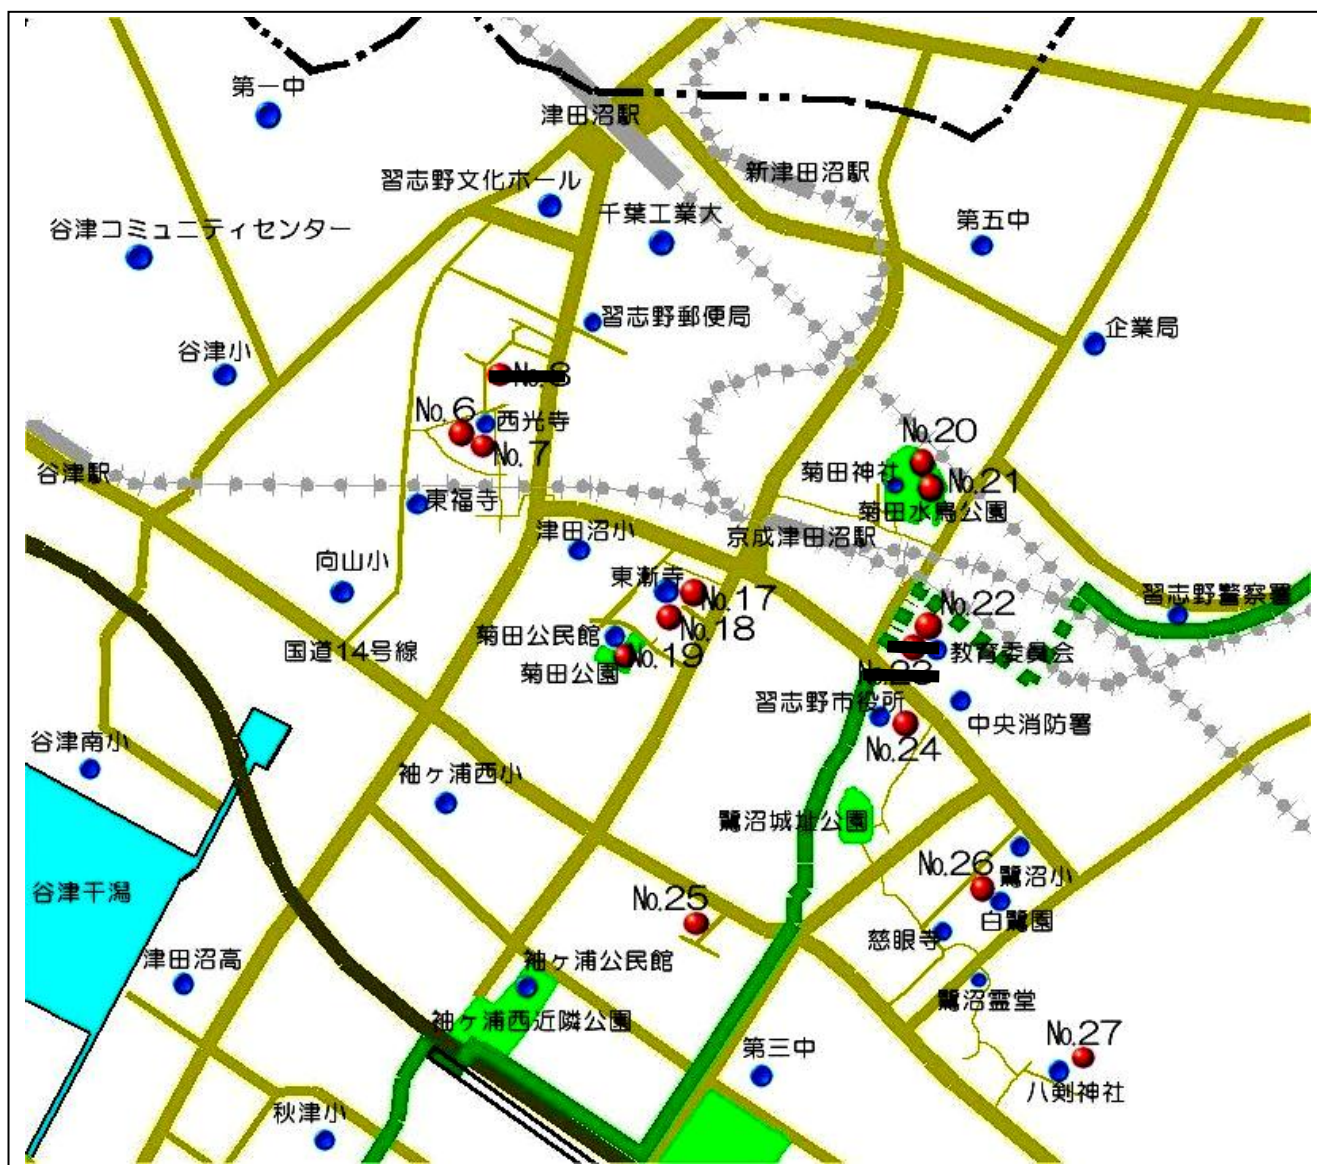 第一中
津田沼駅
新津田沼駅
習志野文化ホール
千葉工業大
第五中
谷津コミュニティセンター
習志野郵便局
企業局
谷津小
No.8
No.6
西光寺
No.7
No.20
菊田神社
No.21
谷津駅
東福寺
菊田水鳥公園
津田沼小
京成津田沼駅
向山小
東漸寺
No.17
習志野警察署
No.18
No.22
菊田公民館
国道14号線
No.19
教育委員会
菊田公園
No.23
習志野市役所
中央消防署
谷津南小
No.24
袖ヶ浦西小
鷺沼城址公園
谷津干潟
No.26
鷺沼小
No.25
白鷺園
慈眼寺
津田沼高
袖ヶ浦公民館
鷺沼霊堂
袖ヶ浦西近隣公園
第三中
No.27
八剣神社
秋津小